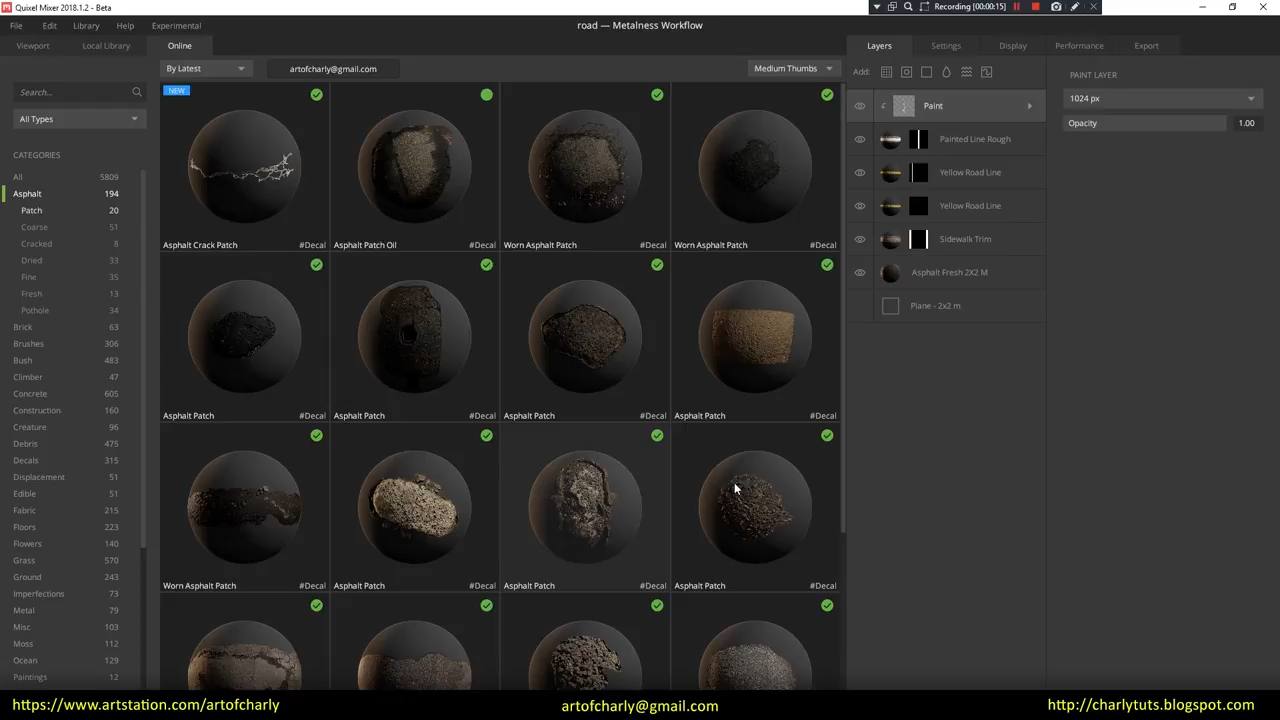 Quixel Mixer 2018.1.2 - Beta
Recording [00:00:15]
File Edit Library Help Experimental
road — Metalness Workflow
Viewport Local Library Online
Layers Settings Display Performance Export
By Latest
artofcharly@gmail.com
Medium Thumbs
Add:
PAINT LAYER
1024 px
Opacity 1.00
Search...
All Types
CATEGORIES
All 5809
Asphalt 194
Patch 20
Coarse 51
Cracked 8
Dried 33
Fine 35
Fresh 13
Pothole 34
Brick 63
Brushes 306
Bush 483
Climber 47
Concrete 605
Construction 160
Creature 96
Debris 475
Decals 315
Displacement 51
Edible 51
Fabric 215
Floors 223
Flowers 140
Grass 570
Ground 243
Imperfections 73
Metal 79
Misc 103
Moss 112
Ocean 129
Paintings 12
NEW
Asphalt Crack Patch #Decal
Asphalt Patch Oil #Decal
Worn Asphalt Patch #Decal
Worn Asphalt Patch #Decal
Asphalt Patch #Decal
Asphalt Patch #Decal
Asphalt Patch #Decal
Asphalt Patch #Decal
Worn Asphalt Patch #Decal
Asphalt Patch #Decal
Asphalt Patch #Decal
Asphalt Patch #Decal
Paint
Painted Line Rough
Yellow Road Line
Yellow Road Line
Sidewalk Trim
Asphalt Fresh 2X2 M
Plane - 2x2 m
https://www.artstation.com/artofcharly
artofcharly@gmail.com
http://charlytuts.blogspot.com